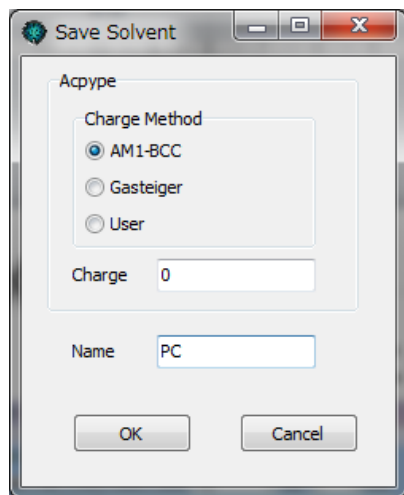 Save Solvent
Acpype
Charge Method
AM1-BCC
Gasteiger
User
Charge 0
Name PC
OK Cancel